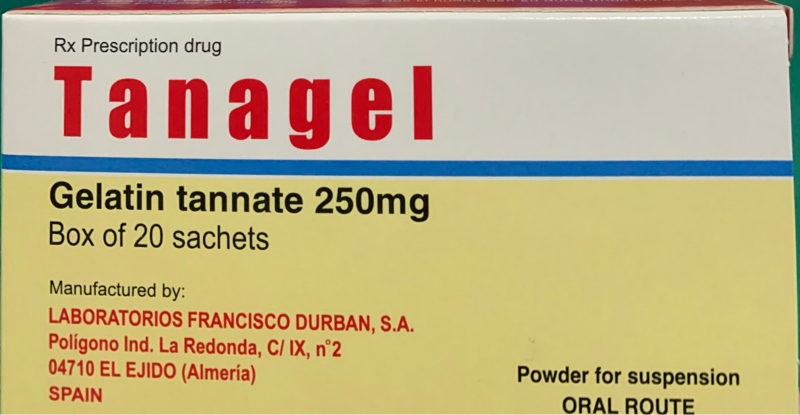 Rx Prescription drug
Tanagel
Gelatin tannate 250mg
Box of 20 sachets
Manufactured by:
LABORATORIOS FRANCISCO DURBAN, S.A.
Polígono Ind. La Redonda, C/ IX, n°2
04710 EL EJIDO (Almería)
SPAIN
Powder for suspension
ORAL ROUTE